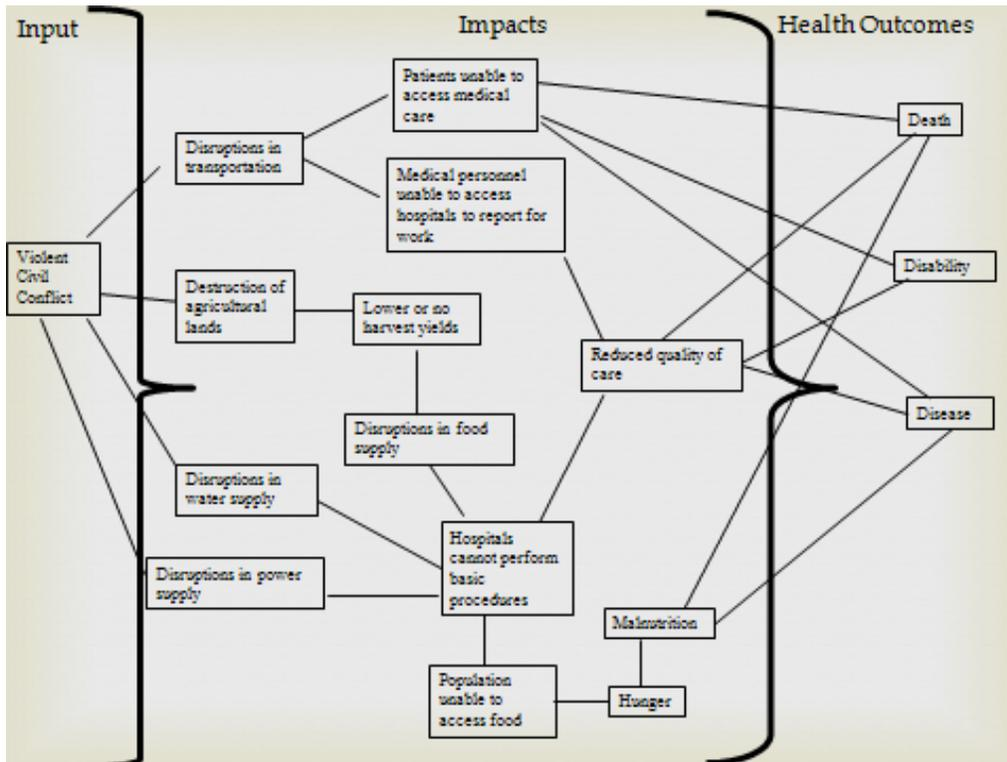 Input
Impacts
Health Outcomes
Patients unable to
access medical
care
Death
Disruptions in
transportation
Medical personnel
unable to access
hospitals to report for
work
Violent
Civil
Conflict
Disability
Destruction of
agricultural
lands
Lower or no
harvest yields
Reduced quality of
care
Disease
Disruptions in food
supply
Disruptions in
water supply
Hospitals
cannot perform
basic
procedures
Disruptions in power
supply
Malnutrition
Population
unable to
access food
Hunger